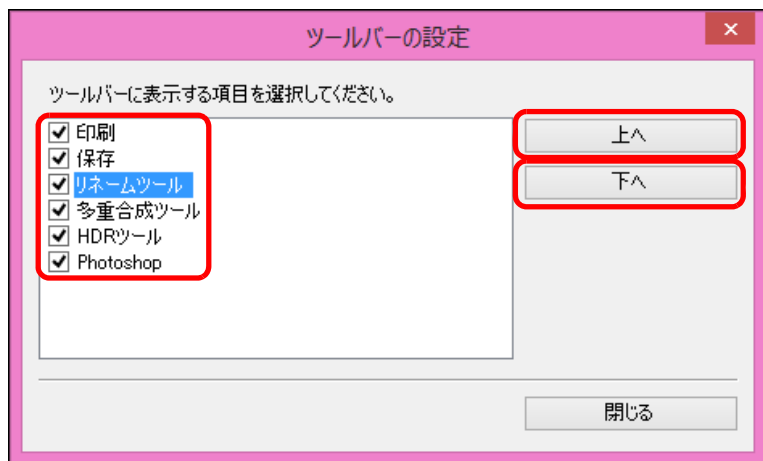 ツールバーの設定
ツールバーに表示する項目を選択してください。
印刷
保存
リネームツール
多重合成ツール
HDRツール
Photoshop
上へ
下へ
閉じる